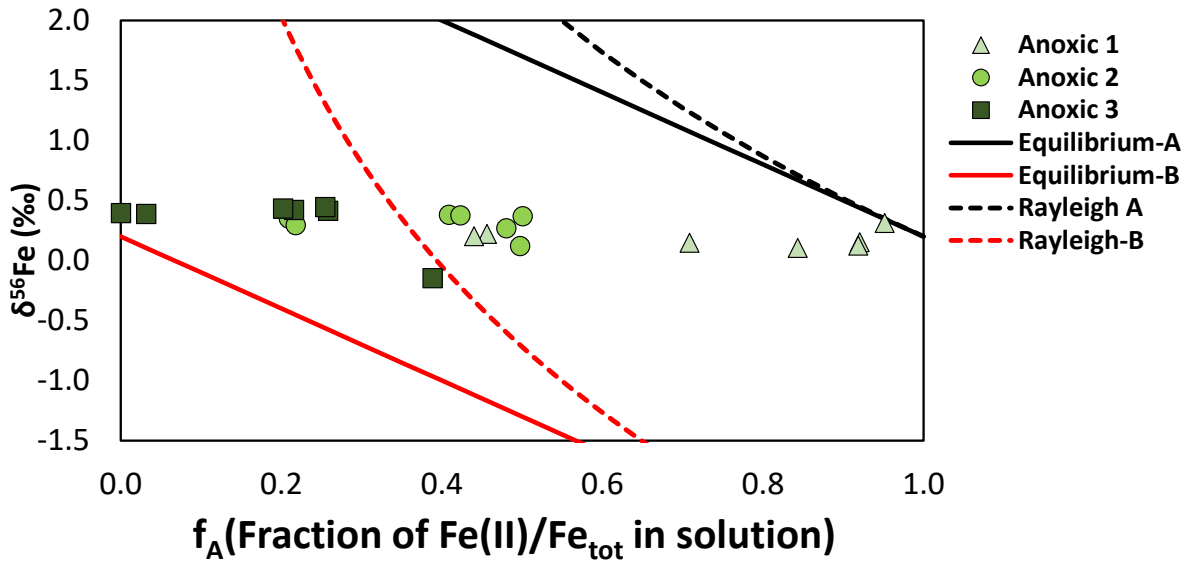 2.0
1.5
1.0
0.5
0.0
-0.5
-1.0
-1.5
δ56Fe (‰)
0.0 0.2 0.4 0.6 0.8 1.0
fA(Fraction of Fe(II)/Fetot in solution)
Anoxic 1
Anoxic 2
Anoxic 3
Equilibrium-A
Equilibrium-B
Rayleigh A
Rayleigh-B